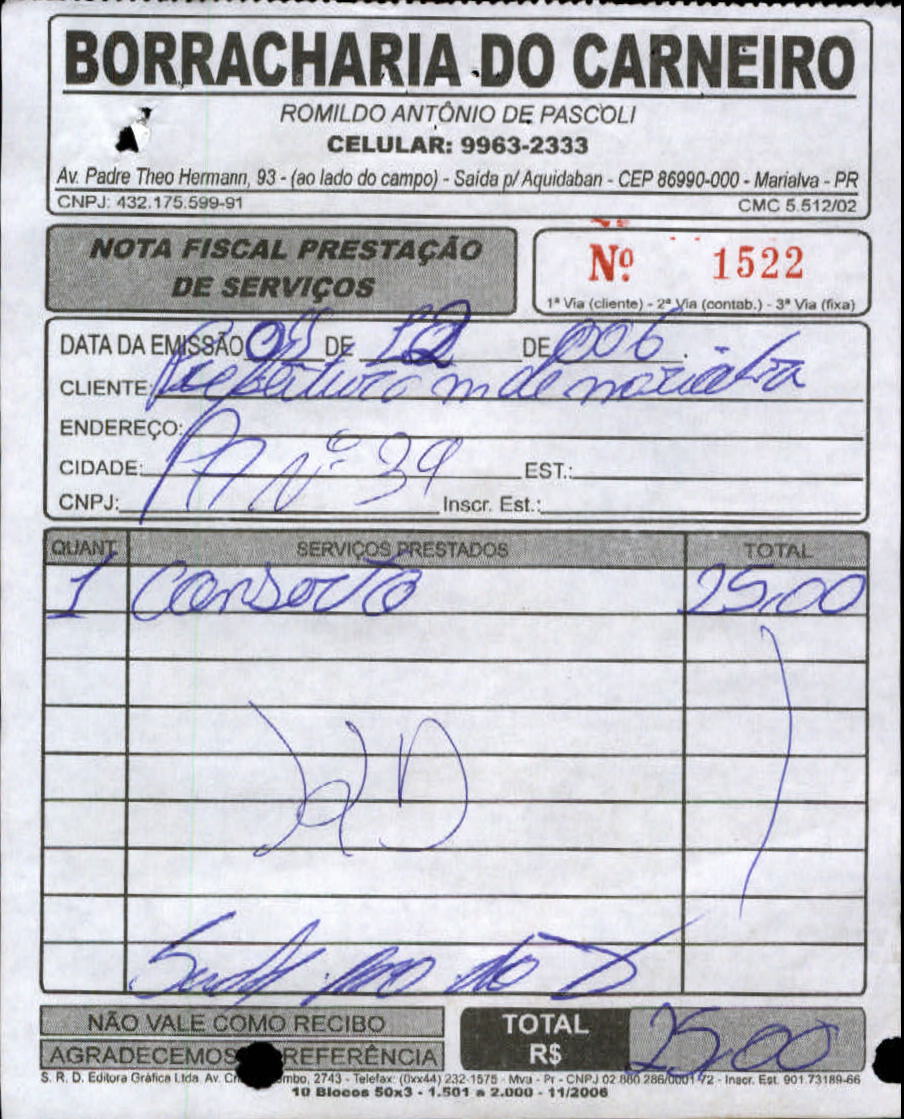 BORRACHARIA DO CARNEIRO
ROMILDO ANTÔNIO DE PASCOLI
CELULAR: 9963-2333
Av. Padre Theo Hermann, 93 - (ao lado do campo) - Saída p/ Aquidaban - CEP 86990-000 - Marialva - PR
CNPJ: 432.175.599-91 CMC 5.512/02
NOTA FISCAL PRESTAÇÃO
DE SERVIÇOS
Nº 1522
1ª Via (cliente) - 2ª Via (contab.) - 3ª Via (fixa)
DATA DA EMISSÃO DE 12 DE 006.
CLIENTE: Prefeitura m de marialva
ENDEREÇO:
CIDADE: Nº 39 EST.:
CNPJ: Inscr. Est.:
QUANT. SERVIÇOS PRESTADOS TOTAL
1 Conserto 25,00
NÃO VALE COMO RECIBO
AGRADECEMOS REFERÊNCIA
TOTAL
R$ 25,00
S. R. D. Editora Gráfica Ltda. Av. 2743 - Telefax: (0xx44) 232-1575 - Mva - Pr - CNPJ 02.860.286/0001-72 - Inscr. Est. 901.73189-66
10 Blocos 50x3 - 1.501 a 2.000 - 11/2006